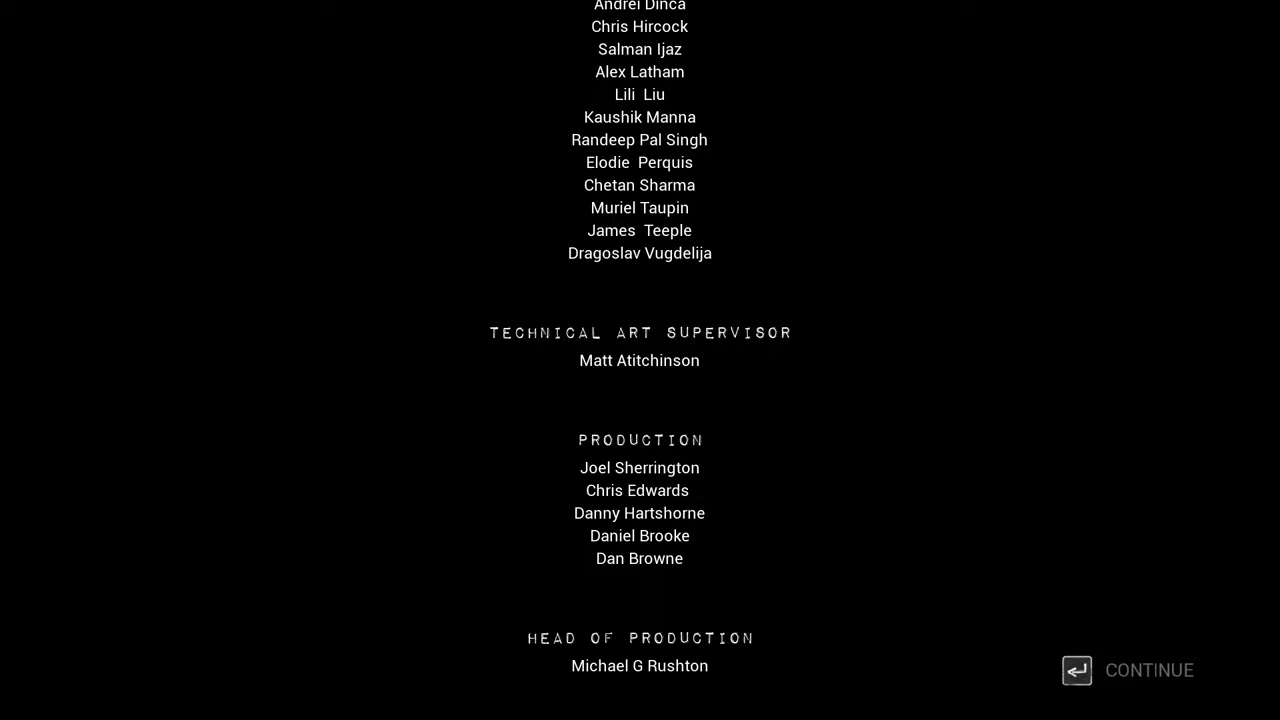 Andrei Dinca
Chris Hircock
Salman Ijaz
Alex Latham
Lili Liu
Kaushik Manna
Randeep Pal Singh
Elodie Perquis
Chetan Sharma
Muriel Taupin
James Teeple
Dragoslav Vugdelija
TECHNICAL ART SUPERVISOR
Matt Atitchinson
PRODUCTION
Joel Sherrington
Chris Edwards
Danny Hartshorne
Daniel Brooke
Dan Browne
HEAD OF PRODUCTION
Michael G Rushton
CONTINUE